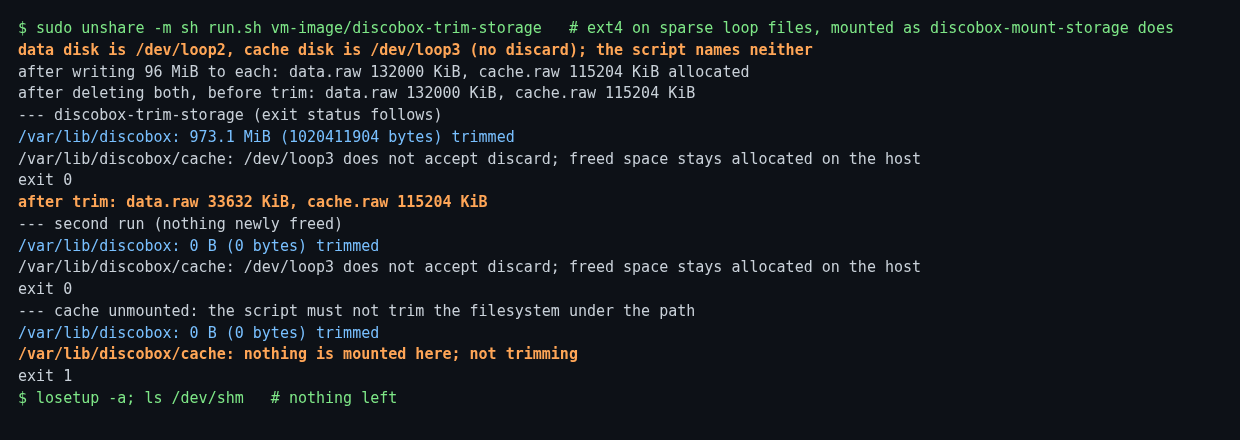 $ sudo unshare -m sh run.sh vm-image/discobox-trim-storage   # ext4 on sparse loop files, mounted as discobox-mount-storage does
data disk is /dev/loop2, cache disk is /dev/loop3 (no discard); the script names neither
after writing 96 MiB to each: data.raw 132000 KiB, cache.raw 115204 KiB allocated
after deleting both, before trim: data.raw 132000 KiB, cache.raw 115204 KiB
--- discobox-trim-storage (exit status follows)
/var/lib/discobox: 973.1 MiB (1020411904 bytes) trimmed
/var/lib/discobox/cache: /dev/loop3 does not accept discard; freed space stays allocated on the host
exit 0
after trim: data.raw 33632 KiB, cache.raw 115204 KiB
--- second run (nothing newly freed)
/var/lib/discobox: 0 B (0 bytes) trimmed
/var/lib/discobox/cache: /dev/loop3 does not accept discard; freed space stays allocated on the host
exit 0
--- cache unmounted: the script must not trim the filesystem under the path
/var/lib/discobox: 0 B (0 bytes) trimmed
/var/lib/discobox/cache: nothing is mounted here; not trimming
exit 1
$ losetup -a; ls /dev/shm   # nothing left